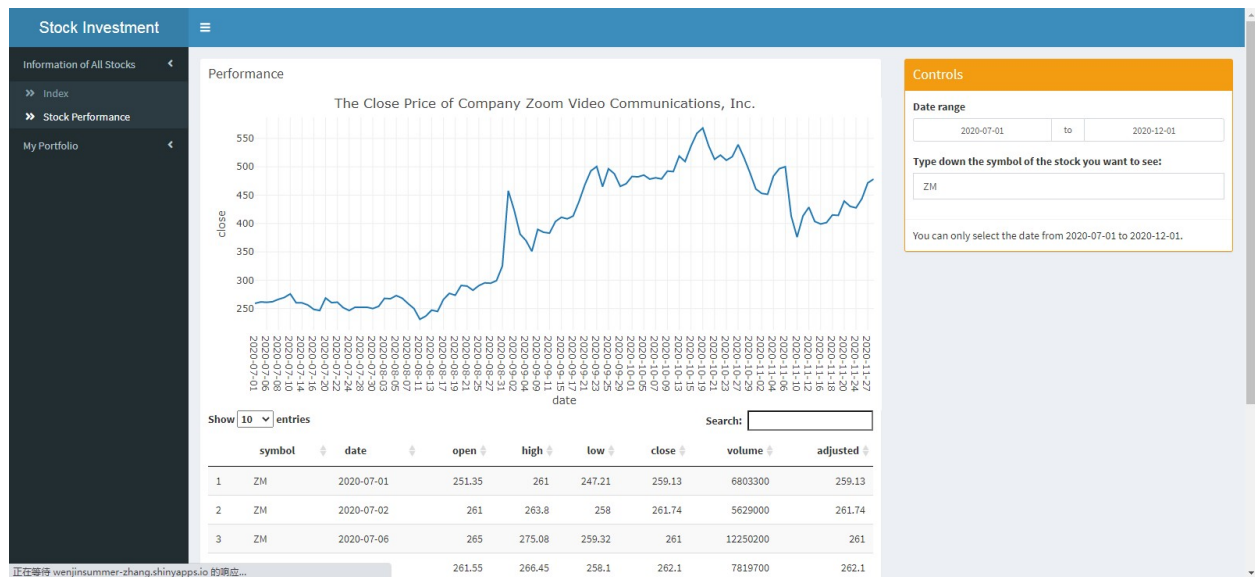 Stock Investment
Information of All Stocks
Index
Stock Performance
My Portfolio
Performance
The Close Price of Company Zoom Video Communications, Inc.
close
550
500
450
400
350
300
250
2020-07-01
2020-07-06
2020-07-08
2020-07-10
2020-07-14
2020-07-16
2020-07-20
2020-07-22
2020-07-24
2020-07-28
2020-07-30
2020-08-03
2020-08-05
2020-08-07
2020-08-11
2020-08-13
2020-08-17
2020-08-19
2020-08-21
2020-08-25
2020-08-27
2020-08-31
2020-09-02
2020-09-04
2020-09-09
2020-09-11
2020-09-15
2020-09-17
2020-09-21
2020-09-23
2020-09-25
2020-09-29
2020-10-01
2020-10-05
2020-10-07
2020-10-09
2020-10-13
2020-10-15
2020-10-19
2020-10-21
2020-10-23
2020-10-27
2020-10-29
2020-11-02
2020-11-04
2020-11-06
2020-11-10
2020-11-12
2020-11-16
2020-11-18
2020-11-20
2020-11-24
2020-11-27
date
Show 10 entries
Search:
symbol date open high low close volume adjusted
1 ZM 2020-07-01 251.35 261 247.21 259.13 6803300 259.13
2 ZM 2020-07-02 261 263.8 258 261.74 5629000 261.74
3 ZM 2020-07-06 265 275.08 259.32 261 12250200 261
261.55 266.45 258.1 262.1 7819700 262.1
Controls
Date range
2020-07-01 to 2020-12-01
Type down the symbol of the stock you want to see:
ZM
You can only select the date from 2020-07-01 to 2020-12-01.
正在等待 wenjinsummer-zhang.shinyapps.io 的响应...